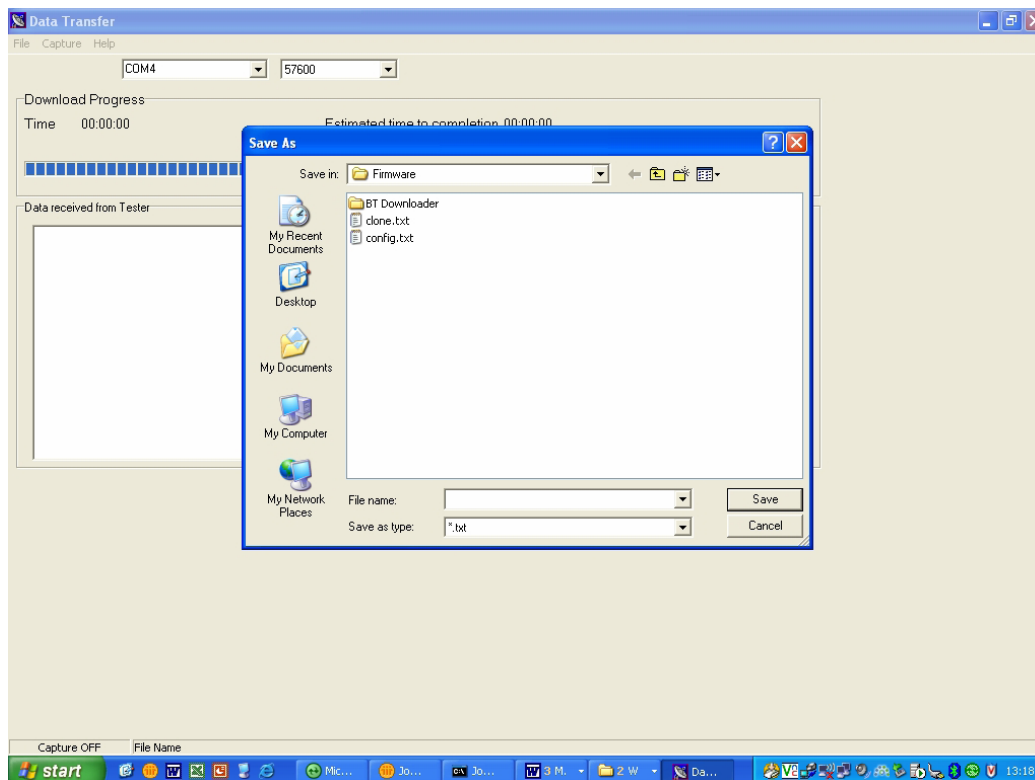 Data Transfer
File Capture Help
COM4 57600
Download Progress
Time 00:00:00 Estimated time to completion 00:00:00
Save As
Save in: Firmware
BT Downloader
clone.txt
config.txt
Data received from Tester
My Recent
Documents
Desktop
My Documents
My Computer
My Network
Places
File name: Save
Save as type: *.txt Cancel
Capture OFF File Name
start Mic... Jo... Jo... 3 M. 2 W Da...